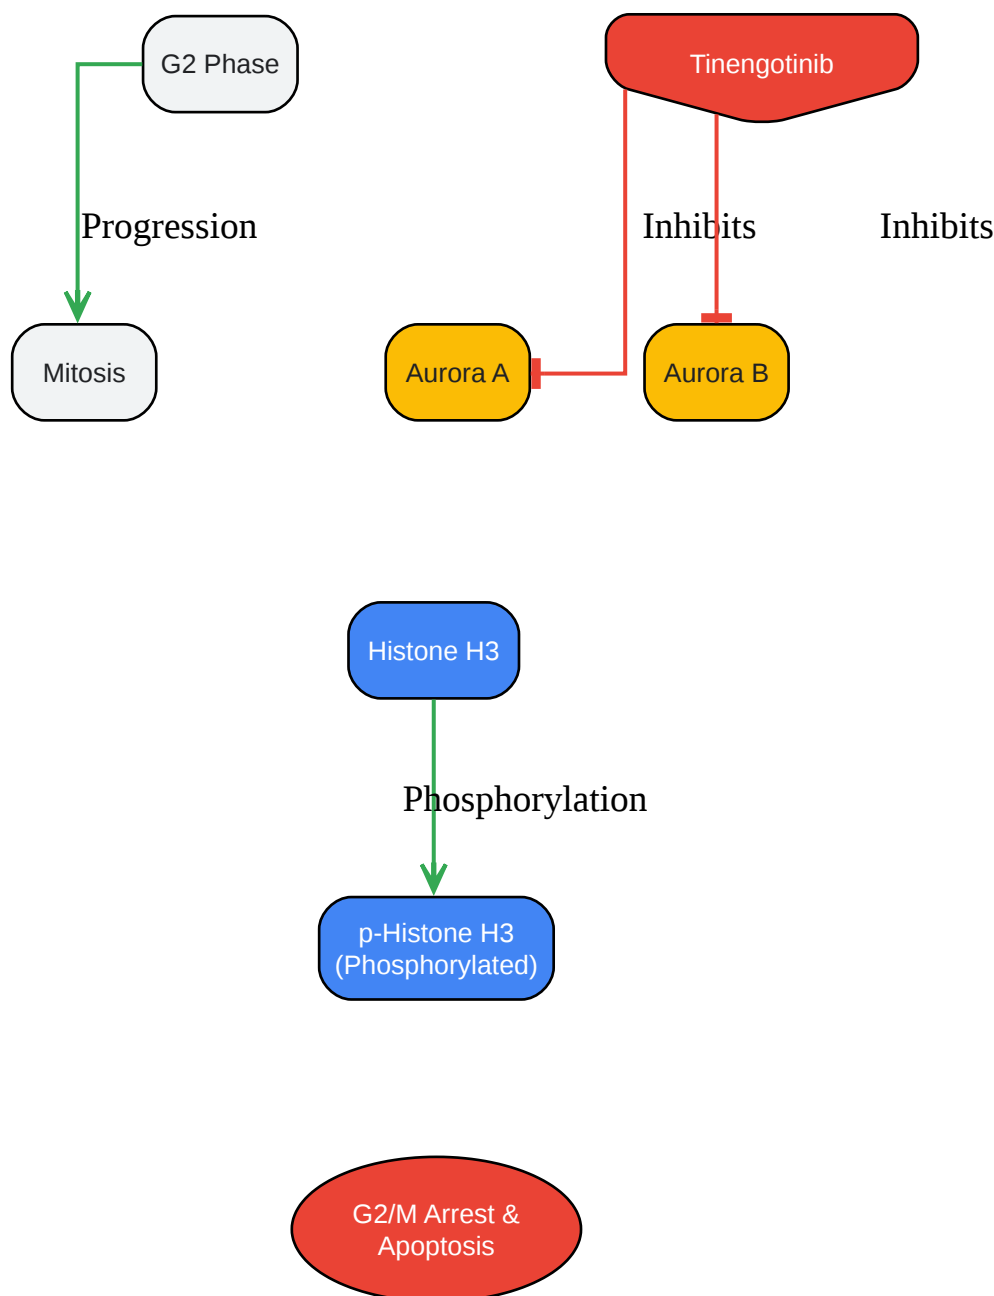 G2 Phase
Tinengotinib
Progression
Inhibits
Inhibits
Mitosis
Aurora A
Aurora B
Histone H3
Phosphorylation
p-Histone H3
(Phosphorylated)
G2/M Arrest &
Apoptosis